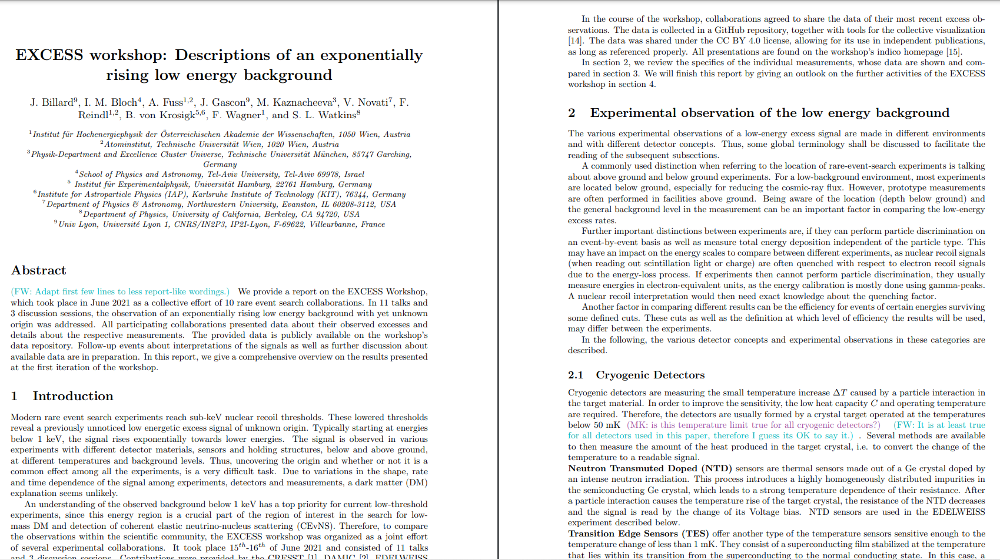 EXCESS workshop: Descriptions of an exponentially
rising low energy background
J. Billard⁹, I. M. Bloch⁴, A. Fuss¹,², J. Gascon⁹, M. Kaznacheeva³, V. Novati⁷, F.
Reindl¹,², B. von Krosigk⁵,⁶, F. Wagner¹, and S. L. Watkins⁸
¹Institut für Hochenergiephysik der Österreichischen Akademie der Wissenschaften, 1050 Wien, Austria
²Atominstitut, Technische Universität Wien, 1020 Wien, Austria
³Physik-Department and Excellence Cluster Universe, Technische Universität München, 85747 Garching,
Germany
⁴School of Physics and Astronomy, Tel-Aviv University, Tel-Aviv 69978, Israel
⁵ Institut für Experimentalphysik, Universität Hamburg, 22761 Hamburg, Germany
⁶Institute for Astroparticle Physics (IAP), Karlsruhe Institute of Technology (KIT), 76344, Germany
⁷Department of Physics & Astronomy, Northwestern University, Evanston, IL 60208-3112, USA
⁸Department of Physics, University of California, Berkeley, CA 94720, USA
⁹Univ Lyon, Université Lyon 1, CNRS/IN2P3, IP2I-Lyon, F-69622, Villeurbanne, France
Abstract
(FW: Adapt first few lines to less report-like wordings.) We provide a report on the EXCESS Workshop,
which took place in June 2021 as a collective effort of 10 rare event search collaborations. In 11 talks and
3 discussion sessions, the observation of an exponentially rising low energy background with yet unknown
origin was addressed. All participating collaborations presented data about their observed excesses and
details about the respective measurements. The provided data is publicly available on the workshop's
data repository. Follow-up events about interpretations of the signals as well as further discussion about
available data are in preparation. In this report, we give a comprehensive overview on the results presented
at the first iteration of the workshop.
1 Introduction
Modern rare event search experiments reach sub-keV nuclear recoil thresholds. These lowered thresholds
reveal a previously unnoticed low energetic excess signal of unknown origin. Typically starting at energies
below 1 keV, the signal rises exponentially towards lower energies. The signal is observed in various
experiments with different detector materials, sensors and holding structures, below and above ground,
at different temperatures and background levels. Thus, uncovering the origin and whether or not it is a
common effect among all the experiments, is a very difficult task. Due to variations in the shape, rate
and time dependence of the signal among experiments, detectors and measurements, a dark matter (DM)
explanation seems unlikely.
An understanding of the observed background below 1 keV has a top priority for current low-threshold
experiments, since this energy region is a crucial part of the region of interest in the search for low-
mass DM and detection of coherent elastic neutrino-nucleus scattering (CEνNS). Therefore, to compare
the observations within the scientific community, the EXCESS workshop was organized as a joint effort
of several experimental collaborations. It took place 15ᵗʰ-16ᵗʰ of June 2021 and consisted of 11 talks
and 3 discussion sessions. Contributions were provided by the CRESST [1], DAMIC [2], EDELWEISS
In the course of the workshop, collaborations agreed to share the data of their most recent excess ob-
servations. The data is collected in a GitHub repository, together with tools for the collective visualization
[14]. The data was shared under the CC BY 4.0 license, allowing for its use in independent publications,
as long as referenced properly. All presentations are found on the workshop's indico homepage [15].
In section 2, we review the specifics of the individual measurements, whose data are shown and com-
pared in section 3. We will finish this report by giving an outlook on the further activities of the EXCESS
workshop in section 4.
2 Experimental observation of the low energy background
The various experimental observations of a low-energy excess signal are made in different environments
and with different detector concepts. Thus, some global terminology shall be discussed to facilitate the
reading of the subsequent subsections.
A commonly used distinction when referring to the location of rare-event-search experiments is talking
about above ground and below ground experiments. For a low-background environment, most experiments
are located below ground, especially for reducing the cosmic-ray flux. However, prototype measurements
are often performed in facilities above ground. Being aware of the location (depth below ground) and
the general background level in the measurement can be an important factor in comparing the low-energy
excess rates.
Further important distinctions between experiments are, if they can perform particle discrimination on
an event-by-event basis as well as measure total energy deposition independent of the particle type. This
may have an impact on the energy scales to compare between different experiments, as nuclear recoil signals
(when reading out scintillation light or charge) are often quenched with respect to electron recoil signals
due to the energy-loss process. If experiments then cannot perform particle discrimination, they usually
measure energies in electron-equivalent units, as the energy calibration is mostly done using gamma-peaks.
A nuclear recoil interpretation would then need exact knowledge about the quenching factor.
Another factor in comparing different results can be the efficiency for events of certain energies surviving
some defined cuts. These cuts as well as the definition at which level of efficiency the results will be used,
may differ between the experiments.
In the following, the various detector concepts and experimental observations in these categories are
described.
2.1 Cryogenic Detectors
Cryogenic detectors are measuring the small temperature increase ΔT caused by a particle interaction in
the target material. In order to improve the sensitivity, the low heat capacity C and operating temperature
are required. Therefore, the detectors are usually formed by a crystal target operated at the temperatures
below 50 mK (MK: is this temperature limit true for all cryogenic detectors?) (FW: It is at least true
for all detectors used in this paper, therefore I guess its OK to say it.) . Several methods are available
to then measure the amount of the heat produced in the target crystal, i.e. to convert the change of the
temperature to a readable signal.
Neutron Transmuted Doped (NTD) sensors are thermal sensors made out of a Ge crystal doped by
an intense neutron irradiation. This process introduces a highly homogeneously distributed impurities in
the semiconducting Ge crystal, which leads to a strong temperature dependence of their resistance. After
a particle interaction causes the temperature rise of the target crystal, the resistance of the NTD decreases
and the signal is read by the change of its Voltage bias. NTD sensors are used in the EDELWEISS
experiment described below.
Transition Edge Sensors (TES) offer another type of the temperature sensors sensitive enough to the
temperature change of less than 1 mK. They consist of a superconducting film stabilized at the temperature
that lies within its transition from the superconducting to the normal conducting state. In this case, a